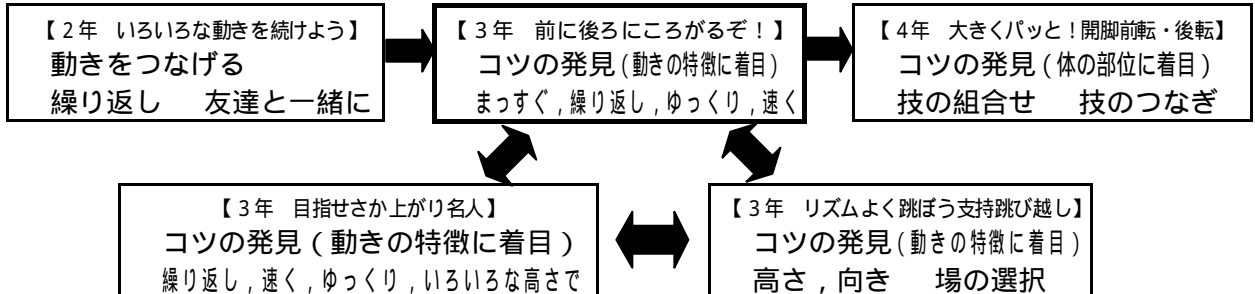 【２年　いろいろな動きを続けよう】
動きをつなげる
繰り返し　友達と一緒に
【３年　前に後ろにころがるぞ！】
コツの発見(動きの特徴に着目)
まっすぐ，繰り返し，ゆっくり，速く
【４年　大きくパッと！開脚前転・後転】
コツの発見(体の部位に着目)
技の組合せ　技のつなぎ
【３年　目指せさか上がり名人】
コツの発見(動きの特徴に着目)
繰り返し，速く，ゆっくり，いろいろな高さで
【３年　リズムよく跳ぼう支持跳び越し】
コツの発見(動きの特徴に着目)
高さ，向き　場の選択